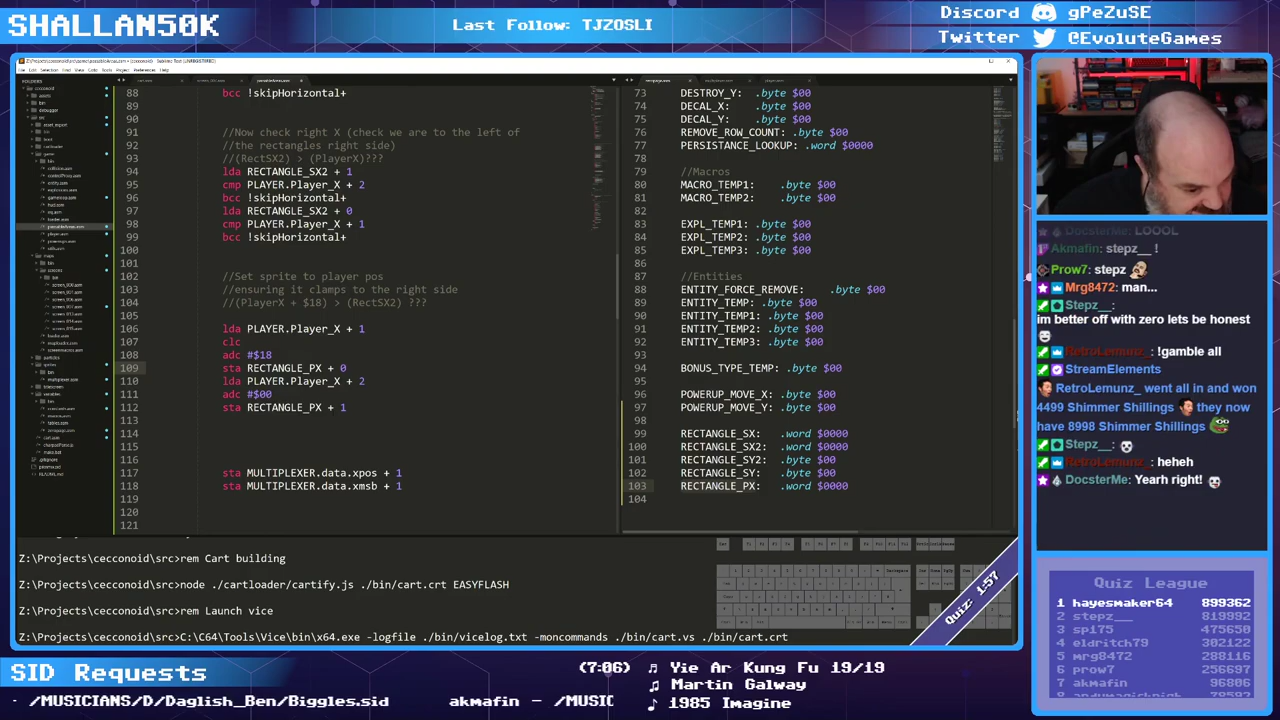 SHALLAN50K
Last Follow: TJZOSLI
Discord gPeZuSE
Twitter @EvoluteGames
88 bcc !skipHorizontal+
89
90
91 //Now check right X (check we are to the left of
92 //the rectangles right side)
93 //(RectSX2) > (PlayerX)???
94 lda RECTANGLE_SX2 + 1
95 cmp PLAYER.Player_X + 2
96 bcc !skipHorizontal+
97 lda RECTANGLE_SX2 + 0
98 cmp PLAYER.Player_X + 1
99 bcc !skipHorizontal+
100
101
102 //Set sprite to player pos
103 //ensuring it clamps to the right side
104 //(PlayerX + $18) > (RectSX2) ???
105
106 lda PLAYER.Player_X + 1
107 clc
108 adc #$18
109 sta RECTANGLE_PX + 0
110 lda PLAYER.Player_X + 2
111 adc #$00
112 sta RECTANGLE_PX + 1
113
114
115
116
117 sta MULTIPLEXER.data.xpos + 1
118 sta MULTIPLEXER.data.xmsb + 1
119
120
121
73 DESTROY_Y: .byte $00
74 DECAL_X: .byte $00
75 DECAL_Y: .byte $00
76 REMOVE_ROW_COUNT: .byte $00
77 PERSISTANCE_LOOKUP: .word $0000
78
79 //Macros
80 MACRO_TEMP1: .byte $00
81 MACRO_TEMP2: .byte $00
82
83 EXPL_TEMP1: .byte $00
84 EXPL_TEMP2: .byte $00
85 EXPL_TEMP3: .byte $00
86
87 //Entities
88 ENTITY_FORCE_REMOVE: .byte $00
89 ENTITY_TEMP: .byte $00
90 ENTITY_TEMP1: .byte $00
91 ENTITY_TEMP2: .byte $00
92 ENTITY_TEMP3: .byte $00
93
94 BONUS_TYPE_TEMP: .byte $00
95
96 POWERUP_MOVE_X: .byte $00
97 POWERUP_MOVE_Y: .byte $00
98
99 RECTANGLE_SX: .word $0000
100 RECTANGLE_SX2: .word $0000
101 RECTANGLE_SY2: .byte $00
102 RECTANGLE_SY: .byte $00
103 RECTANGLE_PX: .word $0000
104
Z:\Projects\cecconoid\src>rem Cart building
Z:\Projects\cecconoid\src>node ./cartloader/cartify.js ./bin/cart.crt EASYFLASH
Z:\Projects\cecconoid\src>rem Launch vice
Z:\Projects\cecconoid\src>C:\C64\Tools\Vice\bin\x64.exe -logfile ./bin/vicelog.txt -moncommands ./bin/cart.vs ./bin/cart.crt
Quiz: 1:57
DocsterMe: LOOOL
Akmafin: stepz__ !
Prow7: stepz
Mrg8472: man...
Stepz_:
im better off with zero lets be honest
RetroLemunz_: !gamble all
StreamElements:
RetroLemunz_ went all in and won
4499 Shimmer Shillings they now
have 8998 Shimmer Shillings
Stepz_:
RetroLemunz_: heheh
DocsterMe: Yearh right!
Quiz League
1 hayesmaker64 899362
2 stepz__ 819992
3 sp175 475650
4 eldritch79 302122
5 mrg8472 288116
6 prow7 256697
7 akmafin 96806
SID Requests
(7:06) Yie Ar Kung Fu 19/19
Martin Galway
1985 Imagine
/MUSICIANS/D/Daglish_Ben/Biggles.sid akmafin - /MUSIC